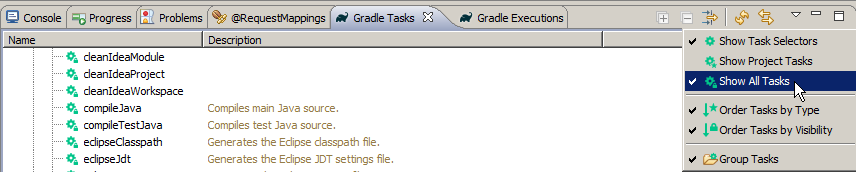 Console Progress Problems @RequestMappings Gradle Tasks Gradle Executions
Name Description
cleanIdeaModule
cleanIdeaProject
cleanIdeaWorkspace
compileJava Compiles main Java source.
compileTestJava Compiles test Java source.
eclipseClasspath Generates the Eclipse classpath file.
eclipseJdt Generates the Eclipse JDT settings file.
Show Task Selectors
Show Project Tasks
Show All Tasks
Order Tasks by Type
Order Tasks by Visibility
Group Tasks